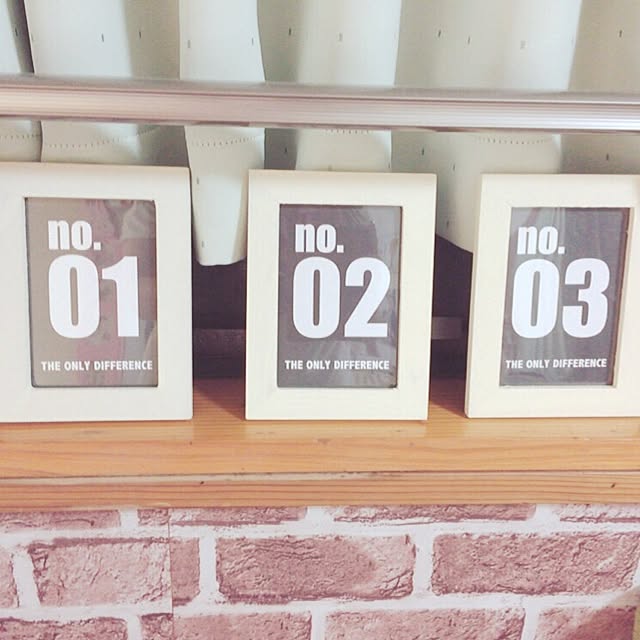 no.
01
THE ONLY DIFFERENCE
no.
02
THE ONLY DIFFERENCE
no.
03
THE ONLY DIFFERENCE